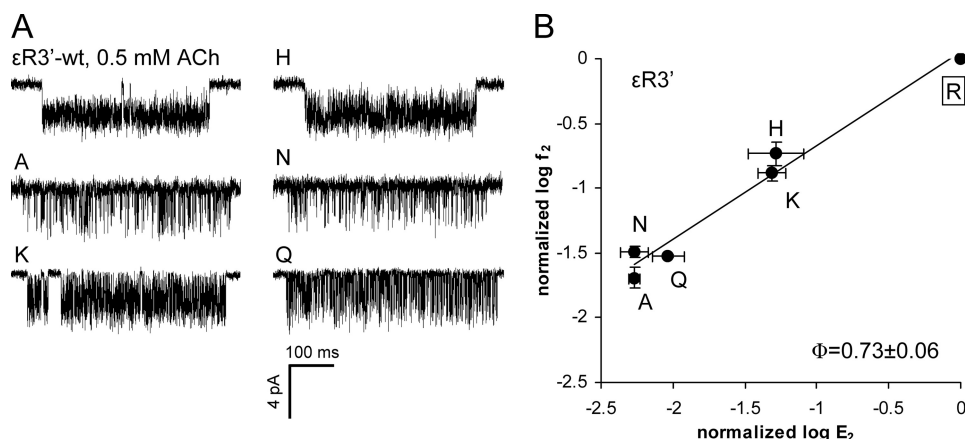 A
εR3'-wt, 0.5 mM ACh
H
A
N
K
Q
100 ms
4 pA
B
εR3'
0
-0.5
-1
-1.5
-2
-2.5
normalized log f₂
R
H
K
N
Q
A
Φ=0.73±0.06
-2.5 -2 -1.5 -1 -0.5 0
normalized log E₂